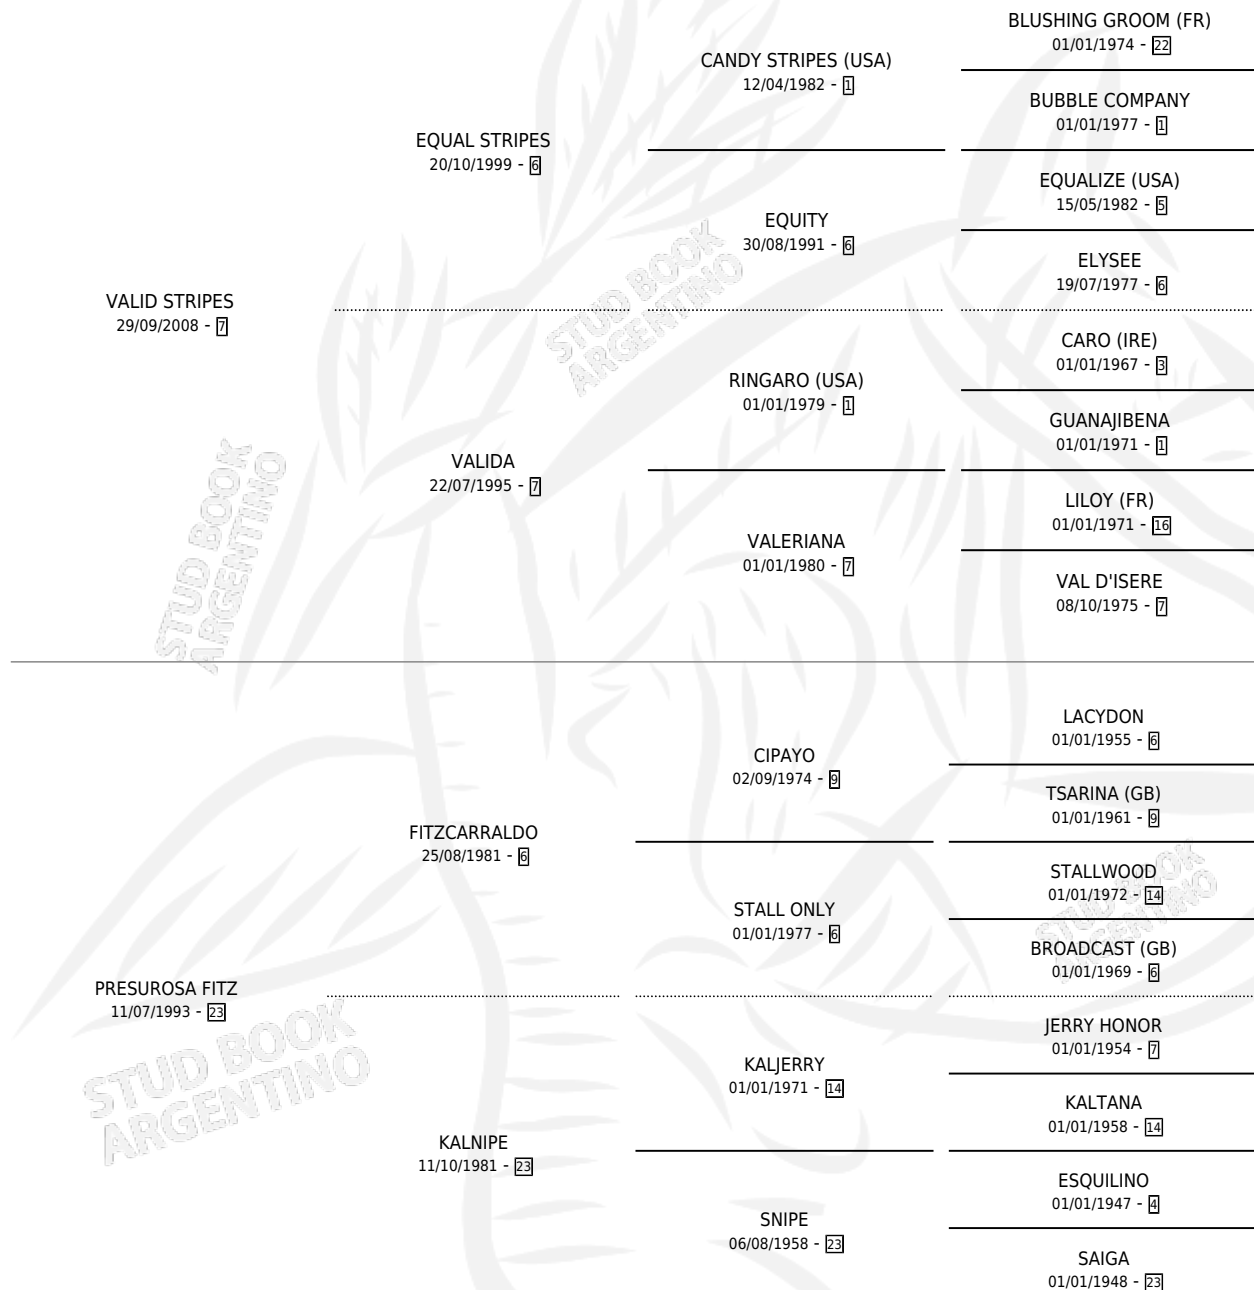 BLUSHING GROOM (FR)
01/01/1974 - 22
CANDY STRIPES (USA)
12/04/1982 - 1
BUBBLE COMPANY
01/01/1977 - 1
EQUAL STRIPES
20/10/1999 - 6
EQUALIZE (USA)
15/05/1982 - 5
EQUITY
30/08/1991 - 6
ELYSEE
19/07/1977 - 6
VALID STRIPES
29/09/2008 - 7
CARO (IRE)
01/01/1967 - 3
RINGARO (USA)
01/01/1979 - 1
GUANAJIBENA
01/01/1971 - 1
VALIDA
22/07/1995 - 7
LILOY (FR)
01/01/1971 - 16
VALERIANA
01/01/1980 - 7
VAL D'ISERE
08/10/1975 - 7
LACYDON
01/01/1955 - 6
CIPAYO
02/09/1974 - 9
TSARINA (GB)
01/01/1961 - 9
FITZCARRALDO
25/08/1981 - 6
STALLWOOD
01/01/1972 - 14
STALL ONLY
01/01/1977 - 6
BROADCAST (GB)
01/01/1969 - 6
PRESUROSA FITZ
11/07/1993 - 23
JERRY HONOR
01/01/1954 - 7
KALJERRY
01/01/1971 - 14
KALTANA
01/01/1958 - 14
KALNIPE
11/10/1981 - 23
ESQUILINO
01/01/1947 - 4
SNIPE
06/08/1958 - 23
SAIGA
01/01/1948 - 23
STUD BOOK
ARGENTINO
STUD BOOK
ARGENTINO
STUD BOOK
ARGENTINO
STUD BOOK
ARGENTINO